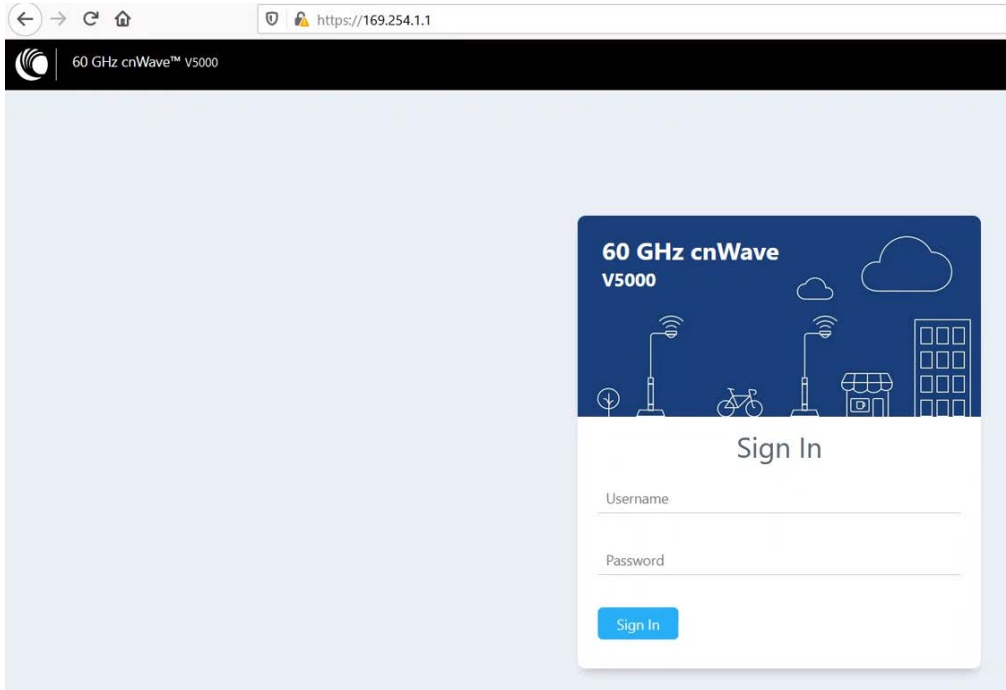 https://169.254.1.1
60 GHz cnWave™ V5000
60 GHz cnWave
V5000
Sign In
Username
Password
Sign In